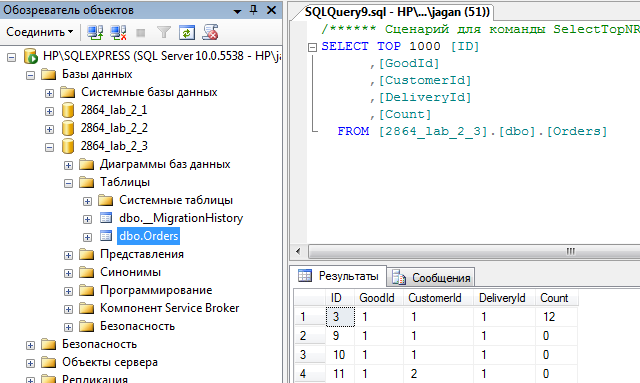 Обозреватель объектов
Соединить
HP\SQLEXPRESS (SQL Server 10.0.5538 - HP\ja
Базы данных
Системные базы данных
2864_lab_2_1
2864_lab_2_2
2864_lab_2_3
Диаграммы баз данных
Таблицы
Системные таблицы
dbo.__MigrationHistory
dbo.Orders
Представления
Синонимы
Программирование
Компонент Service Broker
Безопасность
Безопасность
Объекты сервера
Репликация
SQLQuery9.sql - HP\...\jagan (51))
/****** Сценарий для команды SelectTopNR
SELECT TOP 1000 [ID]
,[GoodId]
,[CustomerId]
,[DeliveryId]
,[Count]
FROM [2864_lab_2_3].[dbo].[Orders]
Результаты Сообщения
ID GoodId CustomerId DeliveryId Count
1 3 1 1 1 12
2 9 1 1 1 0
3 10 1 1 1 0
4 11 1 2 1 0